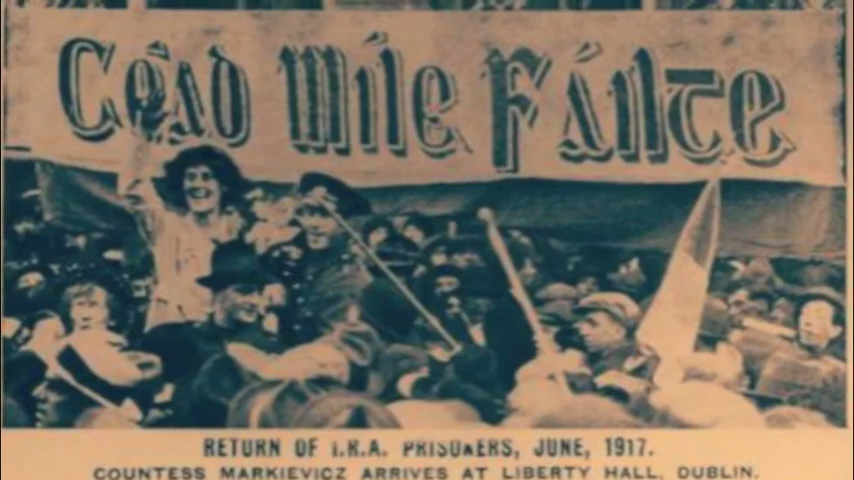 Céad Míle Fáilte
RETURN OF I.R.A. PRISONERS, JUNE, 1917.
COUNTESS MARKIEVICZ ARRIVES AT LIBERTY HALL, DUBLIN.